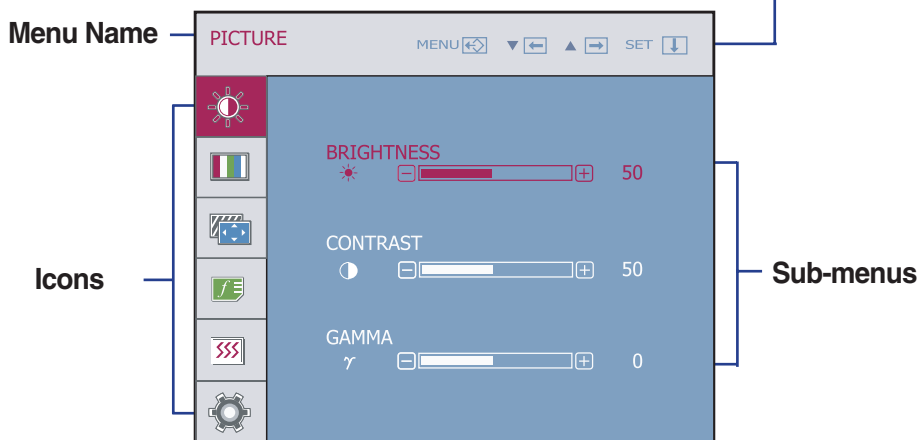 Menu Name
PICTURE
MENU ▼ ▲ SET
BRIGHTNESS
50
CONTRAST
50
Icons
Sub-menus
GAMMA
γ 0